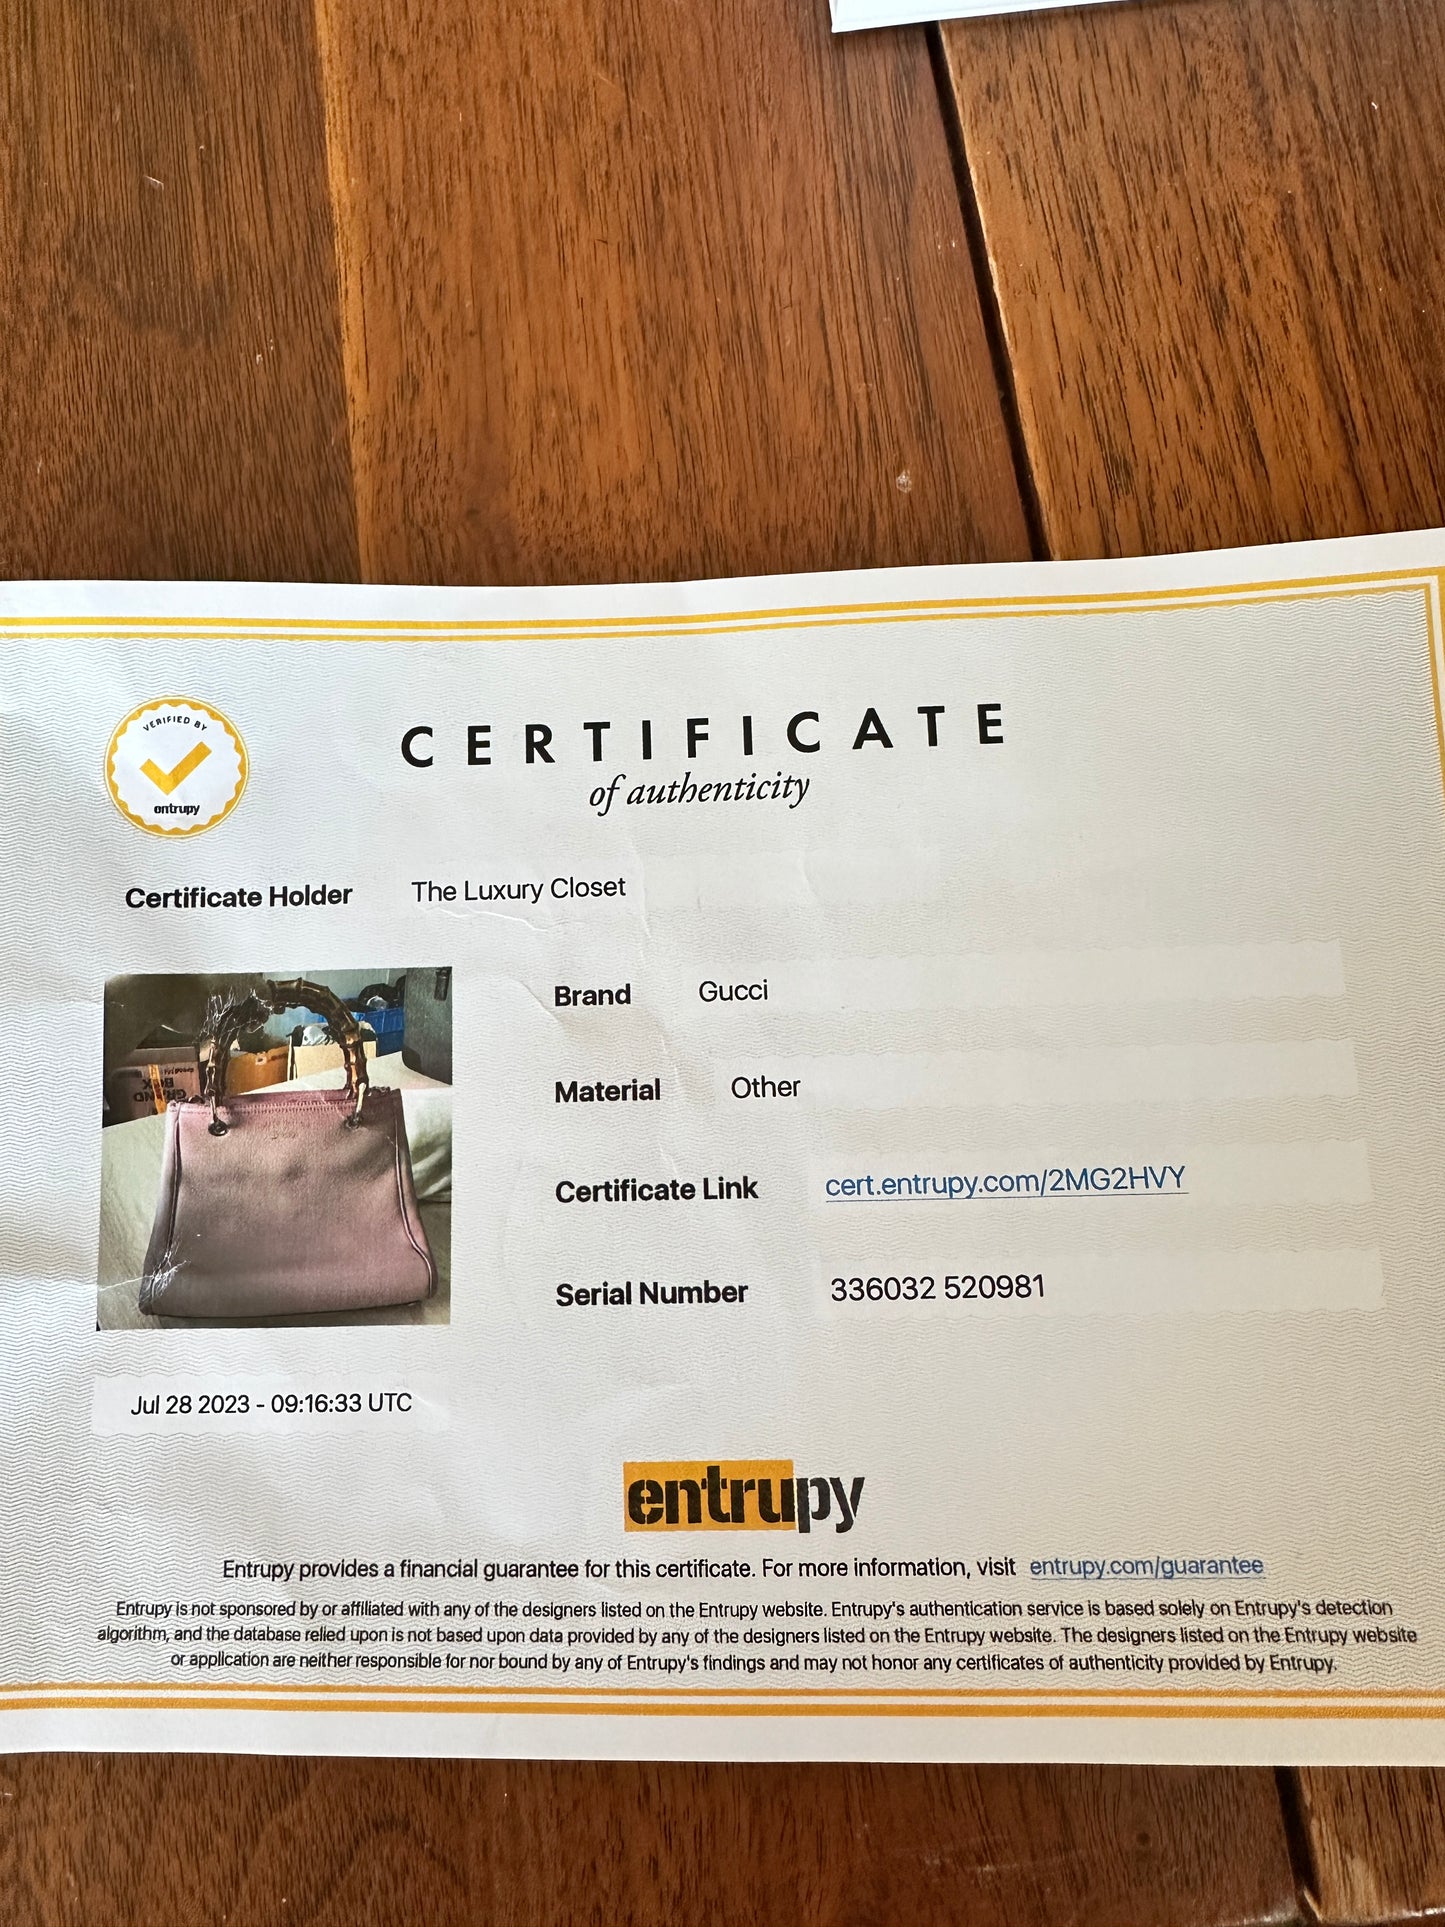 VERIFIED BY
entrupy
CERTIFICATE
of authenticity
Certificate Holder The Luxury Closet
Brand Gucci
Material Other
Certificate Link cert.entrupy.com/2MG2HVY
Serial Number 336032 520981
Jul 28 2023 - 09:16:33 UTC
entrupy
Entrupy provides a financial guarantee for this certificate. For more information, visit entrupy.com/guarantee
Entrupy is not sponsored by or affiliated with any of the designers listed on the Entrupy website. Entrupy's authentication service is based solely on Entrupy's detection
algorithm, and the database relied upon is not based upon data provided by any of the designers listed on the Entrupy website. The designers listed on the Entrupy website
or application are neither responsible for nor bound by any of Entrupy's findings and may not honor any certificates of authenticity provided by Entrupy.